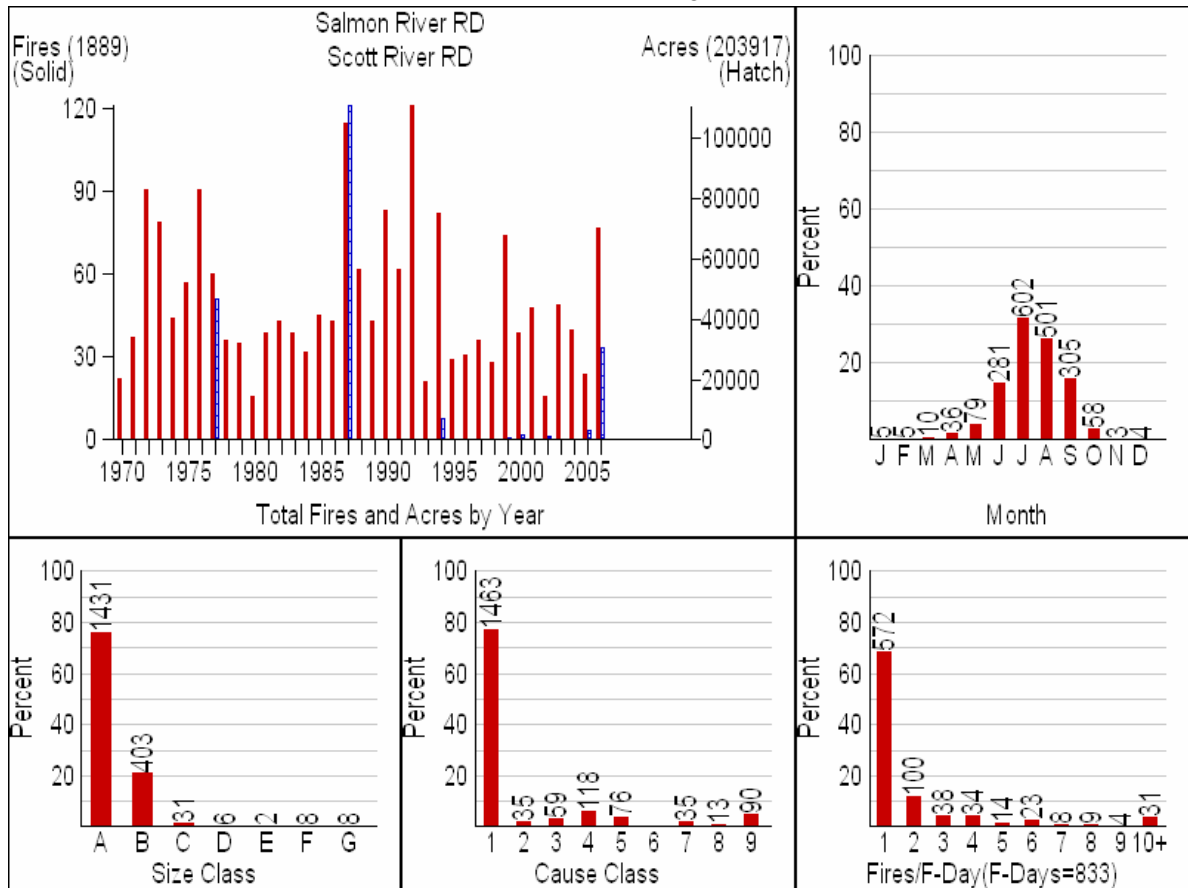 Salmon River RD
Scott River RD
Fires (1889)
(Solid)
Acres (203917)
(Hatch)
120
90
60
30
0
100000
80000
60000
40000
20000
0
1970 1975 1980 1985 1990 1995 2000 2005
Total Fires and Acres by Year
Percent
100
80
60
40
20
5 5 10 36 79 281 602 501 305 58 3 4
J F M A M J J A S O N D
Month
Percent
100
80
60
40
20
1431 403 31 6 2 8 8
A B C D E F G
Size Class
Percent
100
80
60
40
20
1463 35 59 118 76 35 13 90
1 2 3 4 5 6 7 8 9
Cause Class
Percent
100
80
60
40
20
572 100 38 34 14 23 8 9 4 31
1 2 3 4 5 6 7 8 9 10+
Fires/F-Day(F-Days=833)